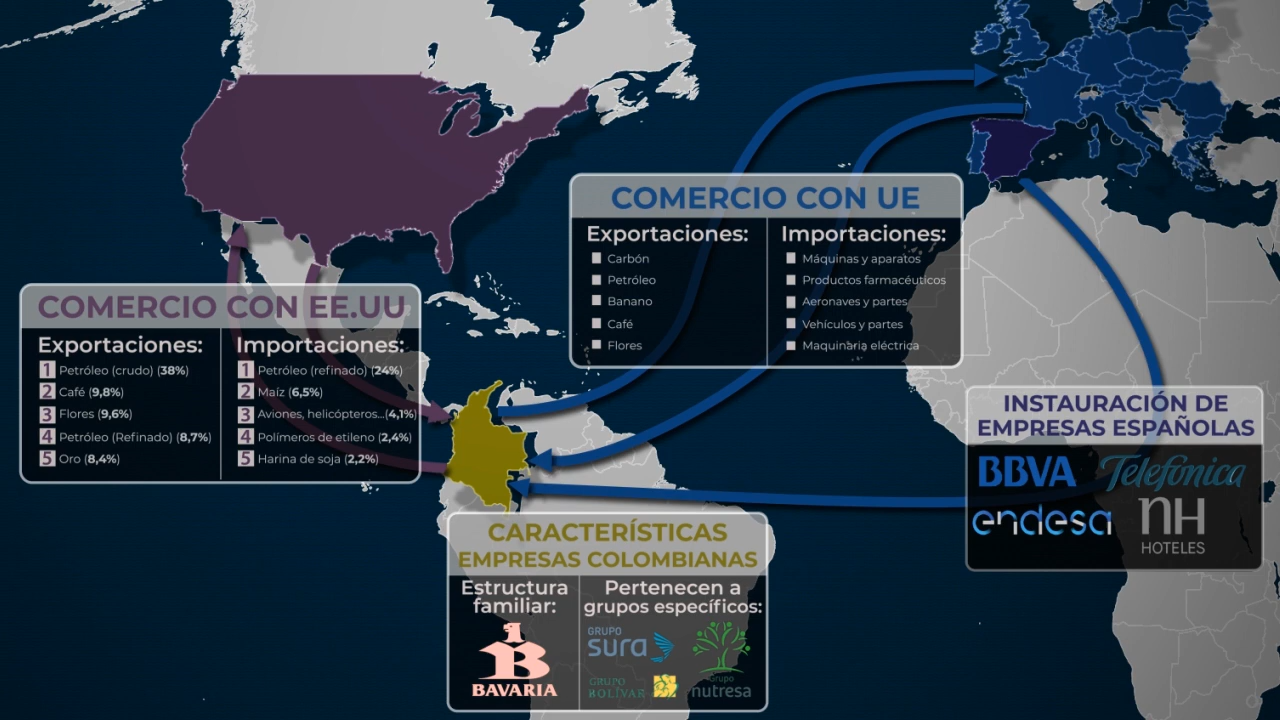 COMERCIO CON UE
Exportaciones:
Carbón
Petróleo
Banano
Café
Flores
Importaciones:
Máquinas y aparatos
Productos farmacéuticos
Aeronaves y partes
Vehículos y partes
Maquinaria eléctrica
COMERCIO CON EE.UU
Exportaciones:
1 Petróleo (crudo) (38%)
2 Café (9,8%)
3 Flores (9,6%)
4 Petróleo (Refinado) (8,7%)
5 Oro (8,4%)
Importaciones:
1 Petróleo (refinado) (24%)
2 Maíz (6,5%)
3 Aviones, helicópteros...(4,1%)
4 Polímeros de etileno (2,4%)
5 Harina de soja (2,2%)
INSTAURACIÓN DE
EMPRESAS ESPAÑOLAS
BBVA Telefónica
endesa nH
HOTELES
CARACTERÍSTICAS
EMPRESAS COLOMBIANAS
Estructura
familiar:
B
BAVARIA
Pertenecen a
grupos específicos:
GRUPO
sura
GRUPO
BOLÍVAR
Grupo
nutresa